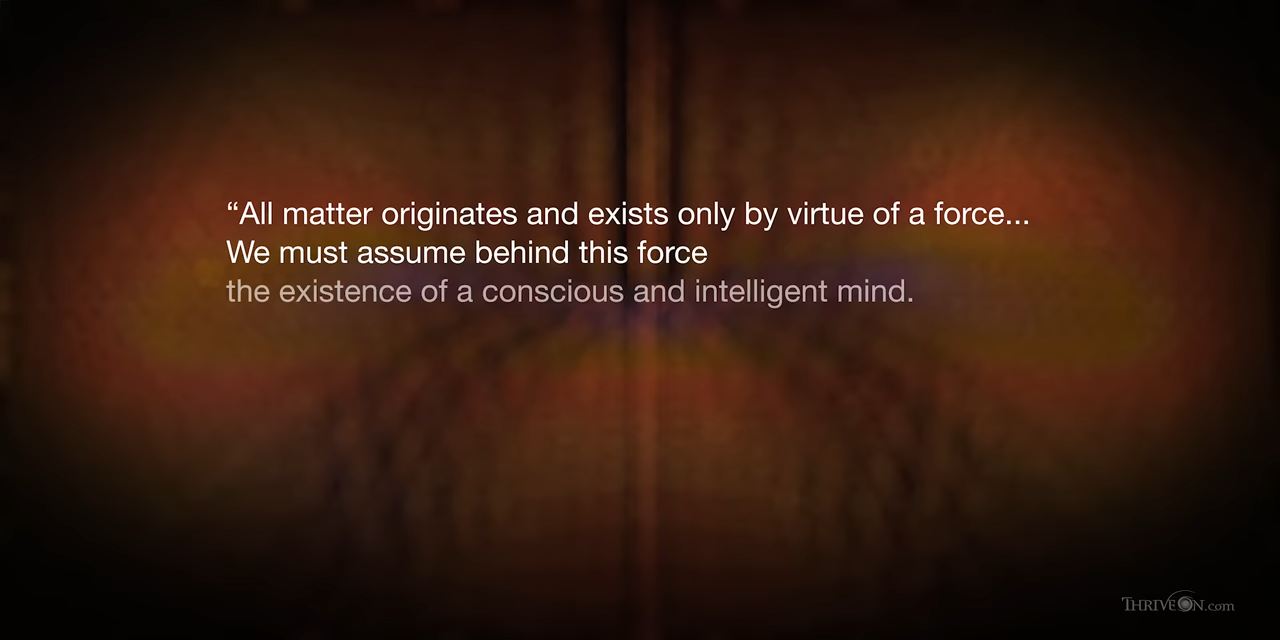 “All matter originates and exists only by virtue of a force...
We must assume behind this force
the existence of a conscious and intelligent mind.
THRIVEON.com